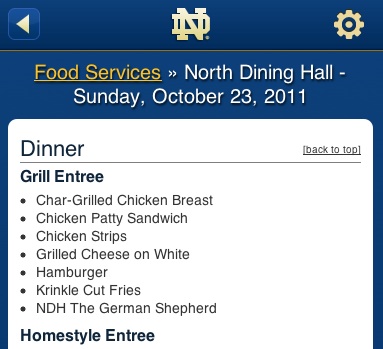 ND
Food Services » North Dining Hall -
Sunday, October 23, 2011
Dinner [back to top]
Grill Entree
• Char-Grilled Chicken Breast
• Chicken Patty Sandwich
• Chicken Strips
• Grilled Cheese on White
• Hamburger
• Krinkle Cut Fries
• NDH The German Shepherd
Homestyle Entree